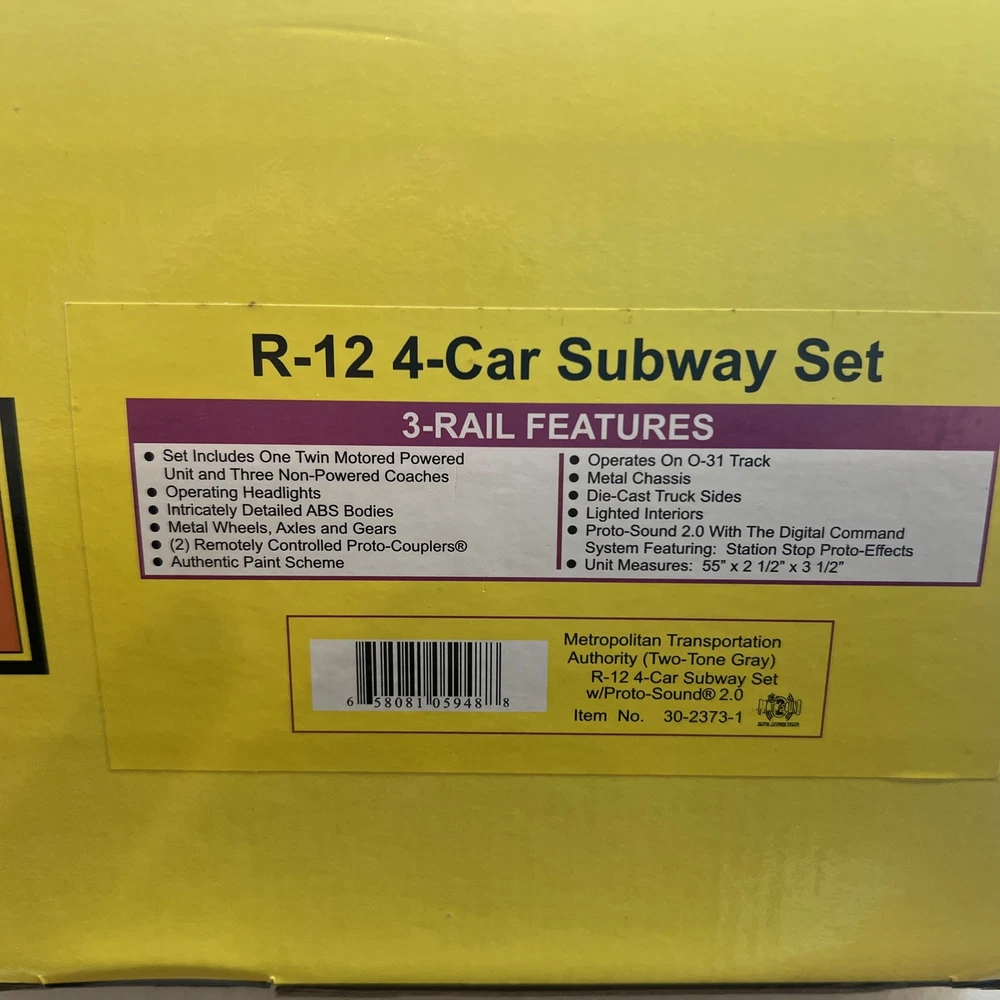 R-12 4-Car Subway Set
3-RAIL FEATURES
● Set Includes One Twin Motored Powered
Unit and Three Non-Powered Coaches
● Operating Headlights
● Intricately Detailed ABS Bodies
● Metal Wheels, Axles and Gears
● (2) Remotely Controlled Proto-Couplers®
● Authentic Paint Scheme
● Operates On O-31 Track
● Metal Chassis
● Die-Cast Truck Sides
● Lighted Interiors
● Proto-Sound 2.0 With The Digital Command
System Featuring: Station Stop Proto-Effects
● Unit Measures: 55" x 2 1/2" x 3 1/2"
6 58081 05948 8
Metropolitan Transportation
Authority (Two-Tone Gray)
R-12 4-Car Subway Set
w/Proto-Sound® 2.0
Item No. 30-2373-1